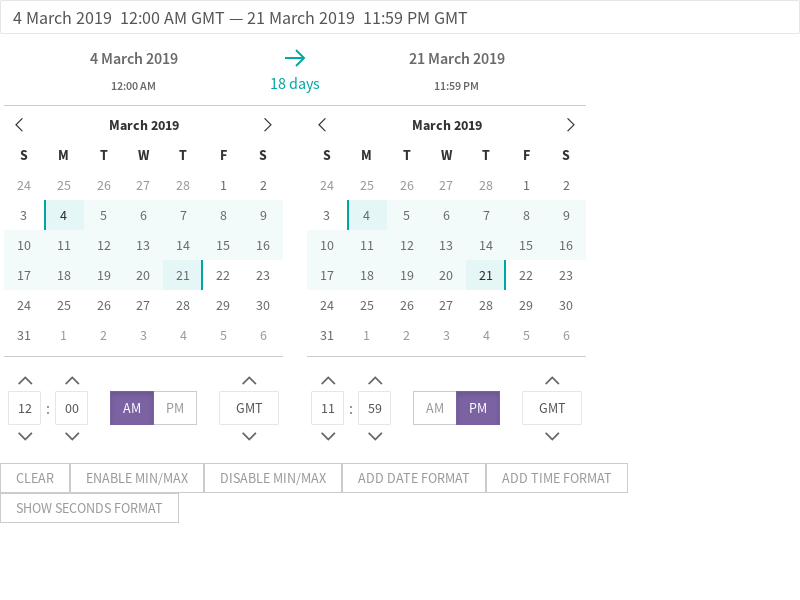 4 March 2019  12:00 AM GMT — 21 March 2019  11:59 PM GMT
4 March 2019 21 March 2019
18 days
12:00 AM 11:59 PM
March 2019 March 2019
S M T W T F S S M T W T F S
24 25 26 27 28 1 2 24 25 26 27 28 1 2
3 4 5 6 7 8 9 3 4 5 6 7 8 9
10 11 12 13 14 15 16 10 11 12 13 14 15 16
17 18 19 20 21 22 23 17 18 19 20 21 22 23
24 25 26 27 28 29 30 24 25 26 27 28 29 30
31 1 2 3 4 5 6 31 1 2 3 4 5 6
12 : 00 AM PM GMT 11 : 59 AM PM GMT
CLEAR ENABLE MIN/MAX DISABLE MIN/MAX ADD DATE FORMAT ADD TIME FORMAT
SHOW SECONDS FORMAT